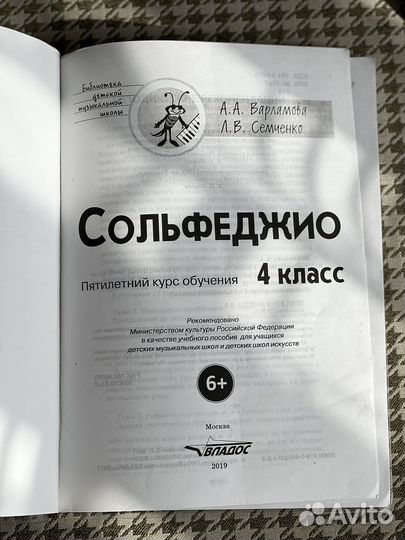 Библиотека
детской
музыкальной
школы
А.А. Варламова
Л.В. Семченко
Сольфеджио
Пятилетний курс обучения 4 класс
Рекомендовано
Министерством культуры Российской Федерации
в качестве учебного пособия для учащихся
детских музыкальных школ и детских школ искусств
6+
Москва
ВЛАДОС
2019
Avito